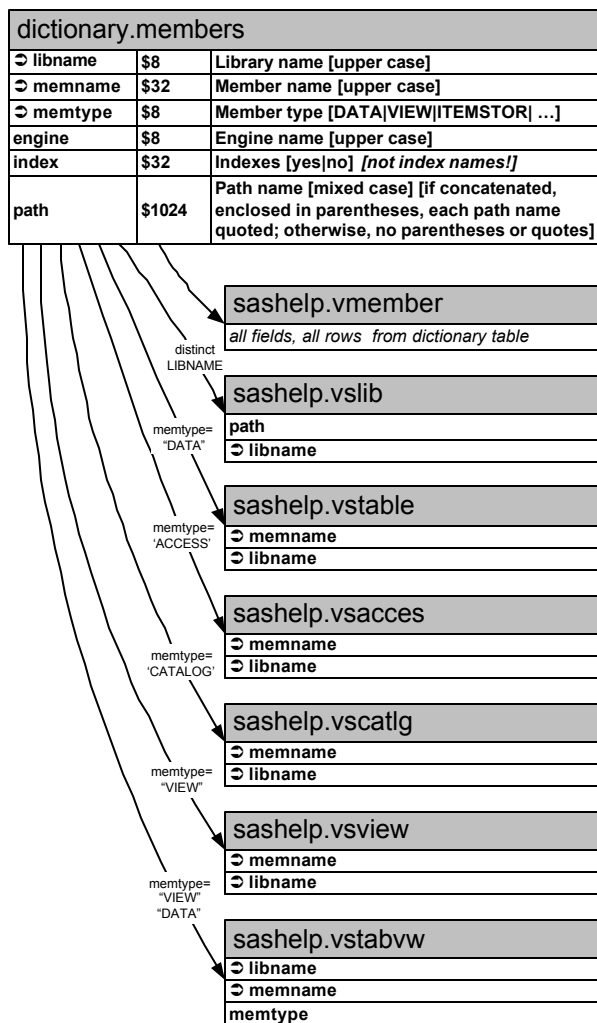 dictionary.members
➲ libname $8 Library name [upper case]
➲ memname $32 Member name [upper case]
➲ memtype $8 Member type [DATA|VIEW|ITEMSTOR| …]
engine $8 Engine name [upper case]
index $32 Indexes [yes|no] [not index names!]
path $1024 Path name [mixed case] [if concatenated,
enclosed in parentheses, each path name
quoted; otherwise, no parentheses or quotes]
sashelp.vmember
all fields, all rows from dictionary table
distinct
LIBNAME
sashelp.vslib
path
➲ libname
memtype=
“DATA”
sashelp.vstable
➲ memname
➲ libname
memtype=
‘ACCESS’
sashelp.vsacces
➲ memname
➲ libname
memtype=
‘CATALOG’
sashelp.vscatlg
➲ memname
➲ libname
memtype=
“VIEW”
sashelp.vsview
➲ memname
➲ libname
memtype=
“VIEW”
“DATA”
sashelp.vstabvw
➲ libname
➲ memname
memtype